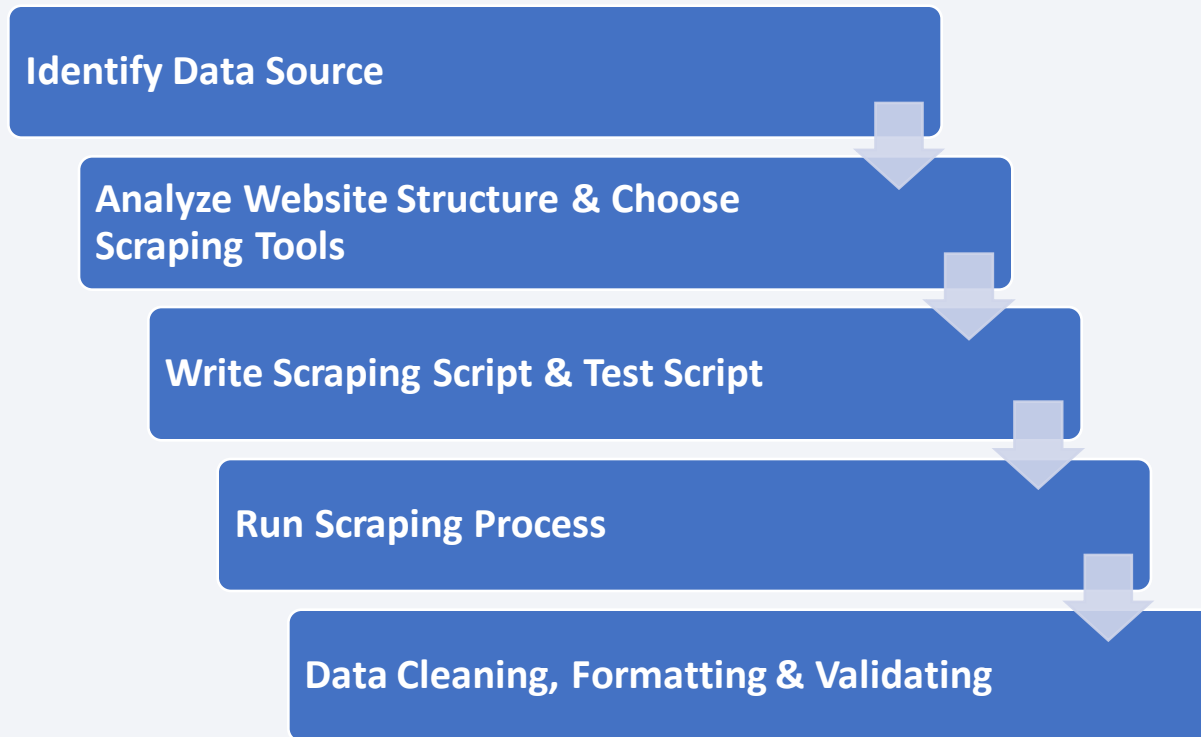 Identify Data Source
Analyze Website Structure & Choose
Scraping Tools
Write Scraping Script & Test Script
Run Scraping Process
Data Cleaning, Formatting & Validating